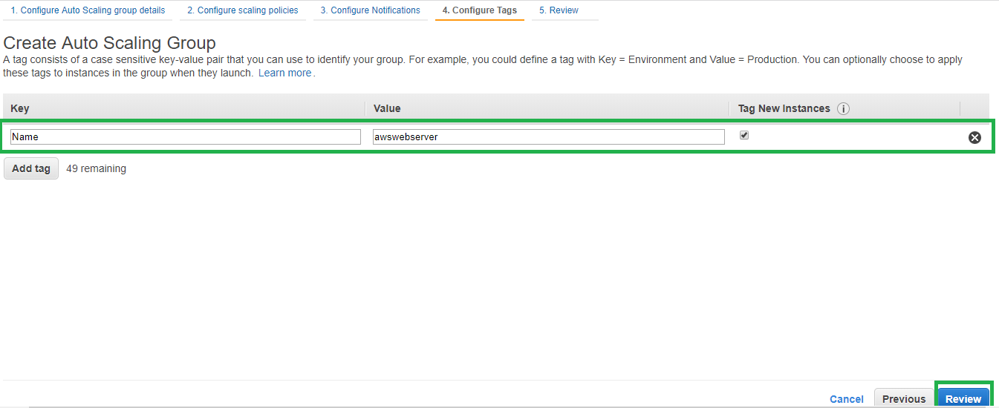 1. Configure Auto Scaling group details 2. Configure scaling policies 3. Configure Notifications 4. Configure Tags 5. Review
Create Auto Scaling Group
A tag consists of a case sensitive key-value pair that you can use to identify your group. For example, you could define a tag with Key = Environment and Value = Production. You can optionally choose to apply
these tags to instances in the group when they launch. Learn more.
Key Value Tag New Instances i
Name awswebserver
Add tag 49 remaining
Cancel Previous Review